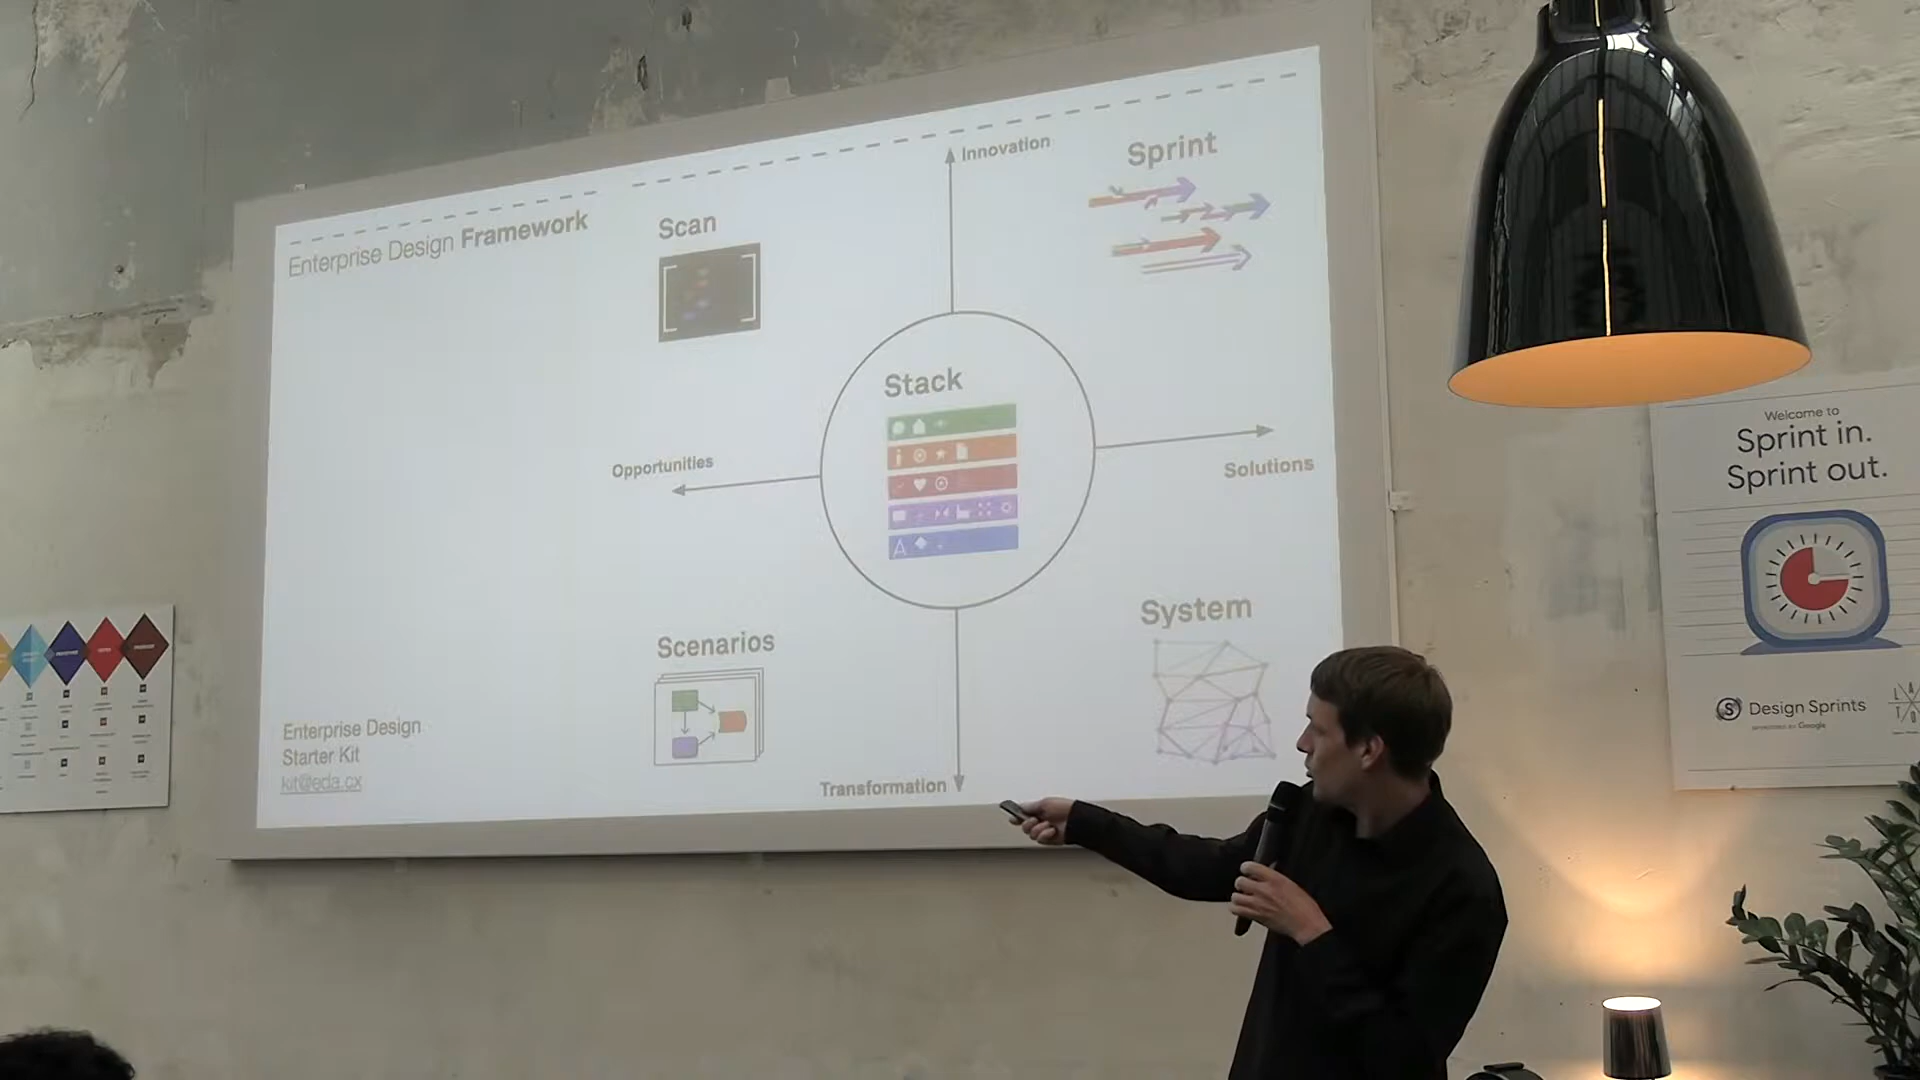 Enterprise Design Framework
Scan
Innovation
Sprint
Stack
Opportunities
Solutions
Scenarios
System
Transformation
Enterprise Design
Starter Kit
kit@eda.cx
Welcome to
Sprint in.
Sprint out.
Design Sprints